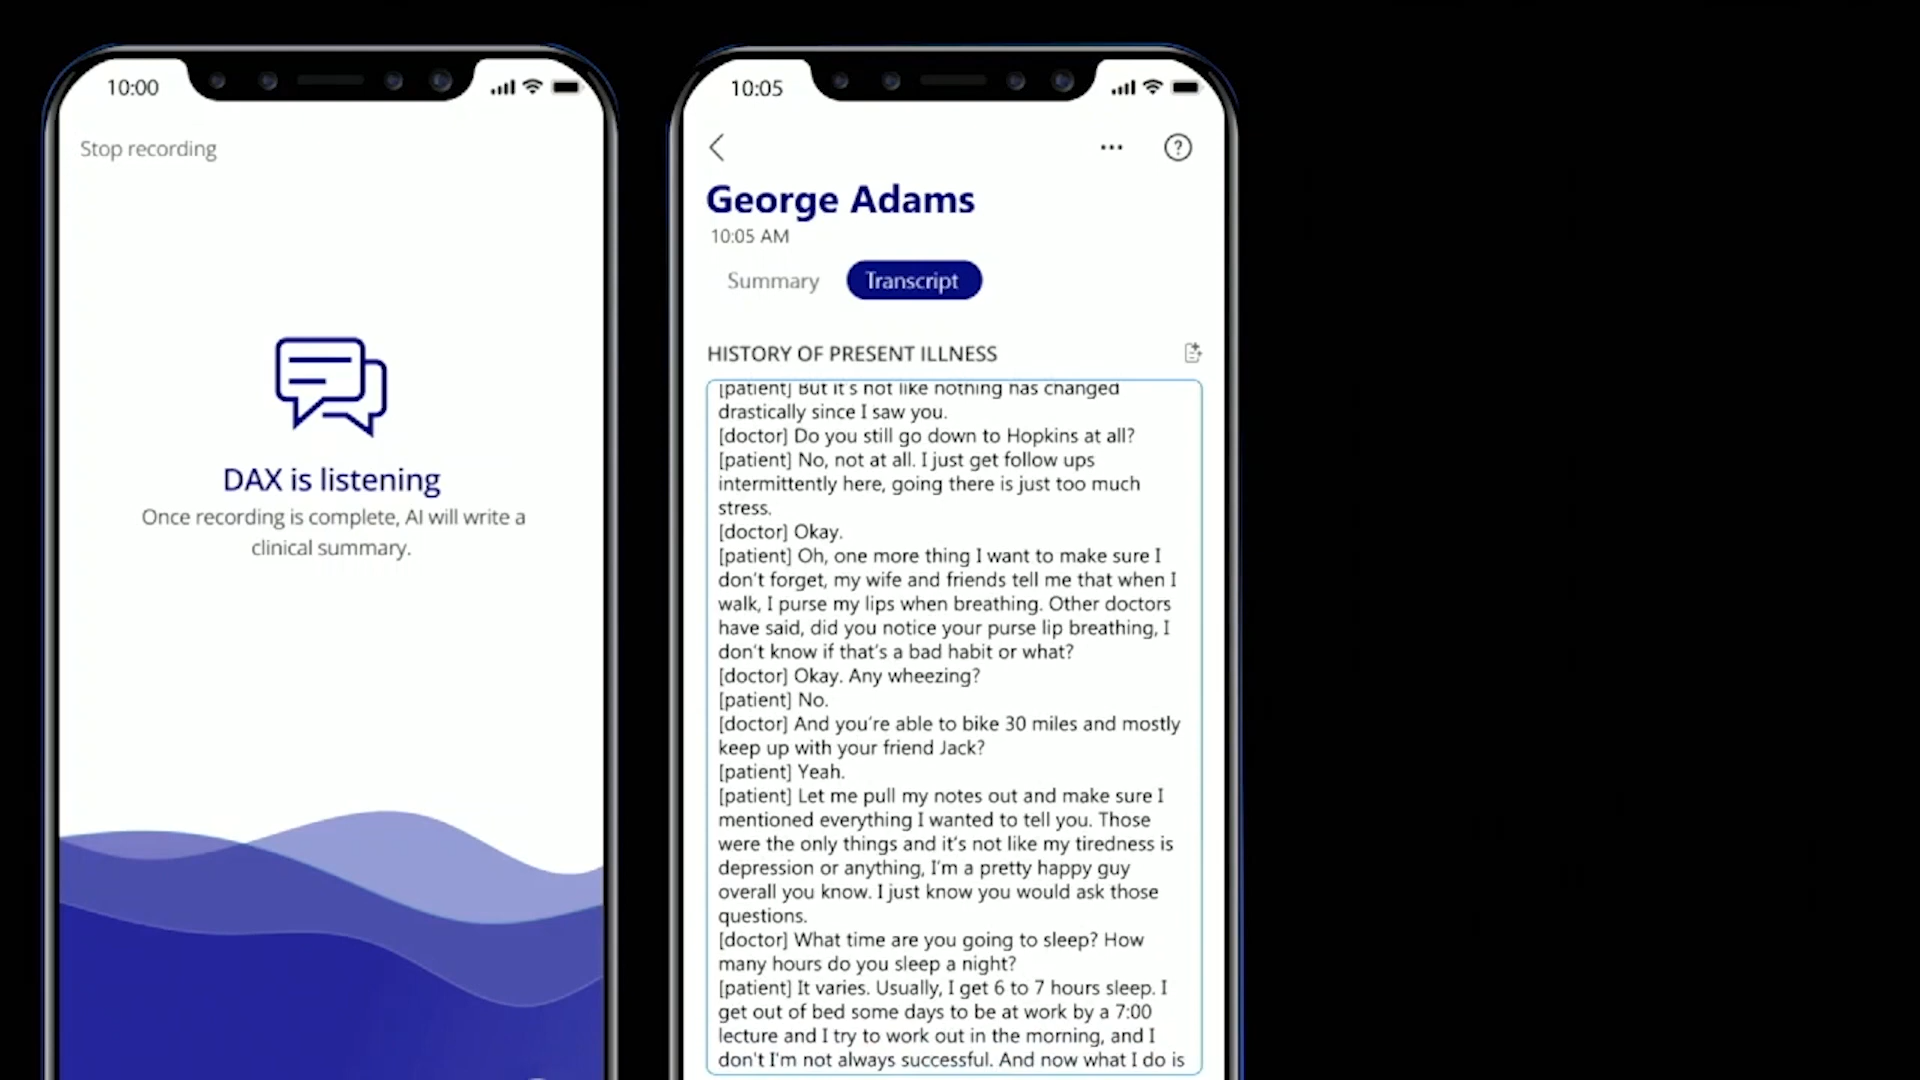 10:00
Stop recording
DAX is listening
Once recording is complete, AI will write a
clinical summary.
10:05
George Adams
10:05 AM
Summary
Transcript
HISTORY OF PRESENT ILLNESS
[patient] But it's not like nothing has changed
drastically since I saw you.
[doctor] Do you still go down to Hopkins at all?
[patient] No, not at all. I just get follow ups
intermittently here, going there is just too much
stress.
[doctor] Okay.
[patient] Oh, one more thing I want to make sure I
don't forget, my wife and friends tell me that when I
walk, I purse my lips when breathing. Other doctors
have said, did you notice your purse lip breathing, I
don't know if that's a bad habit or what?
[doctor] Okay. Any wheezing?
[patient] No.
[doctor] And you're able to bike 30 miles and mostly
keep up with your friend Jack?
[patient] Yeah.
[patient] Let me pull my notes out and make sure I
mentioned everything I wanted to tell you. Those
were the only things and it's not like my tiredness is
depression or anything, I'm a pretty happy guy
overall you know. I just know you would ask those
questions.
[doctor] What time are you going to sleep? How
many hours do you sleep a night?
[patient] It varies. Usually, I get 6 to 7 hours sleep. I
get out of bed some days to be at work by a 7:00
lecture and I try to work out in the morning, and I
don't I'm not always successful. And now what I do is